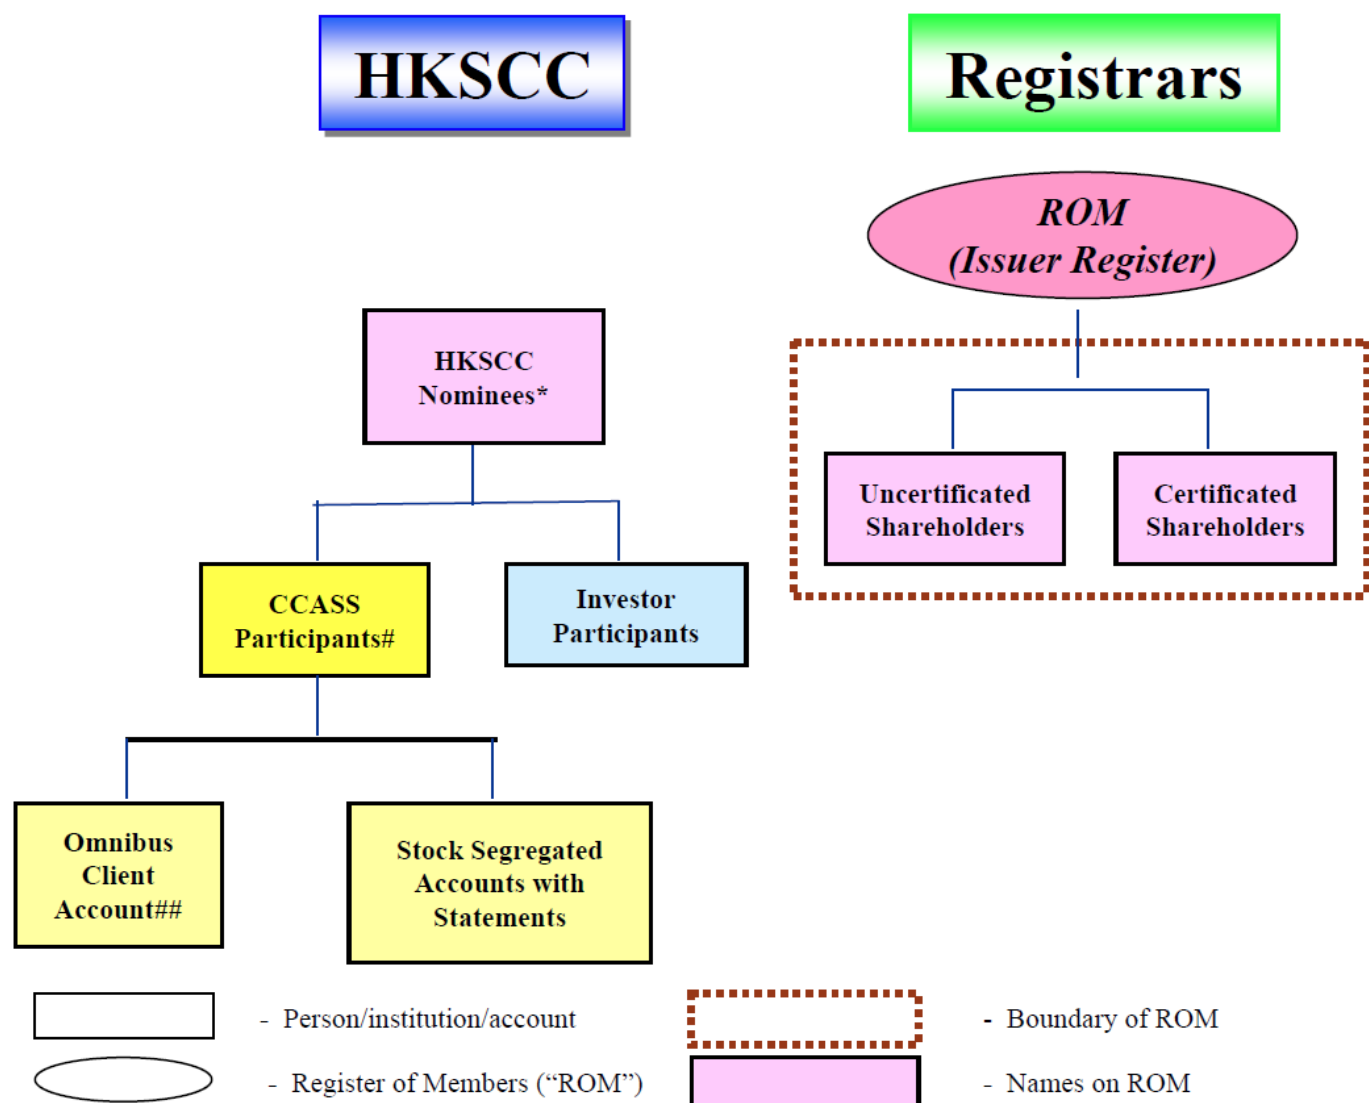 HKSCC
Registrars
ROM
(Issuer Register)
HKSCC
Nominees*
Uncertificated
Shareholders
Certificated
Shareholders
CCASS
Participants#
Investor
Participants
Omnibus
Client
Account##
Stock Segregated
Accounts with
Statements
- Person/institution/account
- Boundary of ROM
- Register of Members (“ROM”)
- Names on ROM